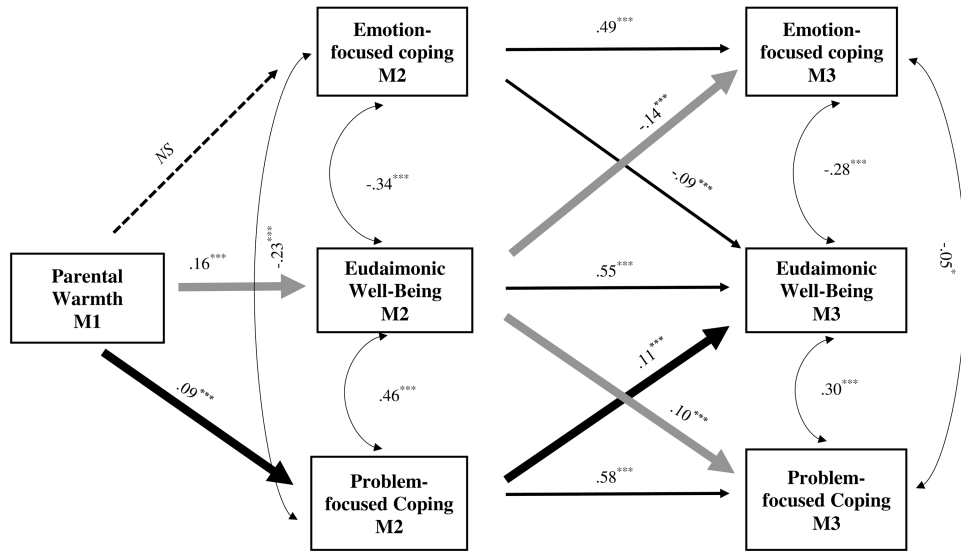 Emotion-
focused coping
M2
.49***
Emotion-
focused coping
M3
NS
-.14***
-.34***
-.09***
-.28***
-.23***
-.05*
Parental
Warmth
M1
.16***
Eudaimonic
Well-Being
M2
.55***
Eudaimonic
Well-Being
M3
.09***
.11***
.46***
.10***
.30***
Problem-
focused Coping
M2
.58***
Problem-
focused Coping
M3